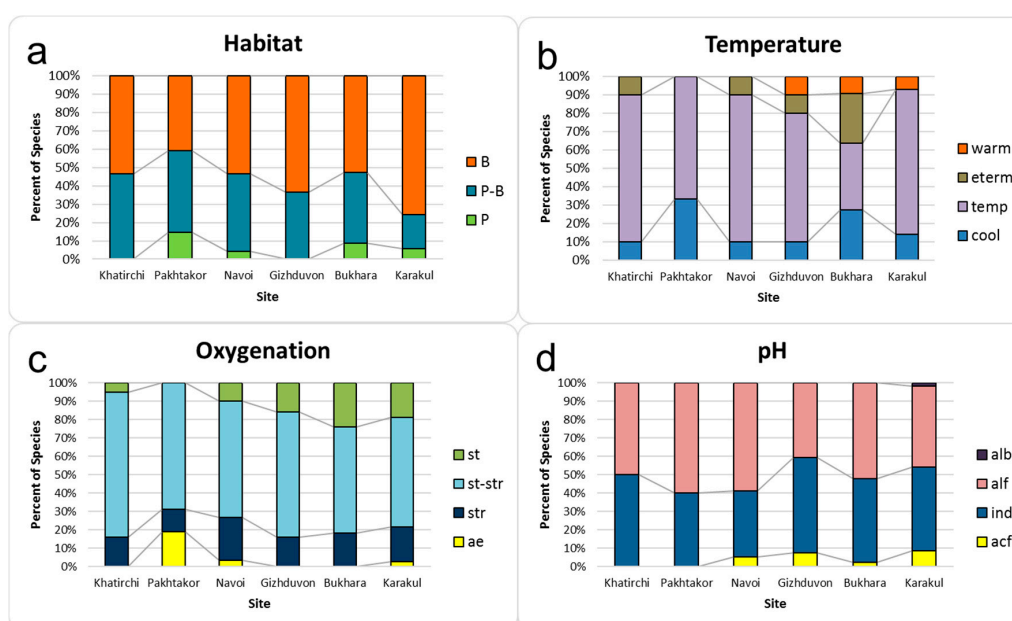 a
Habitat
100%
90%
80%
70%
60%
50%
40%
30%
20%
10%
0%
Percent of Species
Khatirchi Pakhtakor Navoi Gizhduvon Bukhara Karakul
Site
B
P-B
P
b
Temperature
100%
90%
80%
70%
60%
50%
40%
30%
20%
10%
0%
Percent of Species
Khatirchi Pakhtakor Navoi Gizhduvon Bukhara Karakul
Site
warm
eterm
temp
cool
c
Oxygenation
100%
90%
80%
70%
60%
50%
40%
30%
20%
10%
0%
Percent of Species
Khatirchi Pakhtakor Navoi Gizhduvon Bukhara Karakul
Site
st
st-str
str
ae
d
pH
100%
90%
80%
70%
60%
50%
40%
30%
20%
10%
0%
Percent of Species
Khatirchi Pakhtakor Navoi Gizhduvon Bukhara Karakul
Site
alb
alf
ind
acf